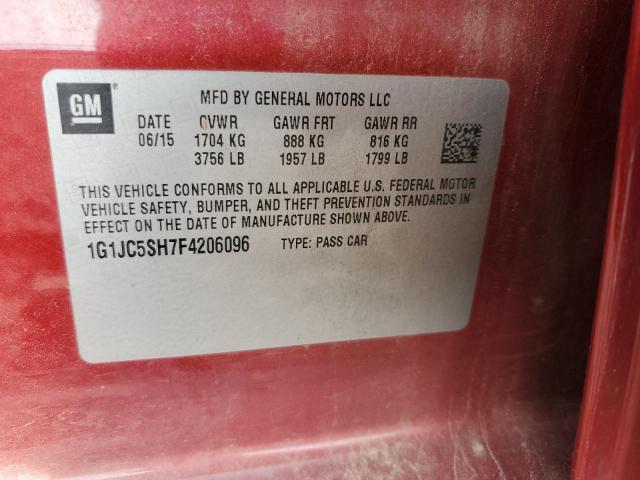 GM
MFD BY GENERAL MOTORS LLC
DATE GVWR GAWR FRT GAWR RR
06/15 1704 KG 888 KG 816 KG
3756 LB 1957 LB 1799 LB
THIS VEHICLE CONFORMS TO ALL APPLICABLE U.S. FEDERAL MOTOR
VEHICLE SAFETY, BUMPER, AND THEFT PREVENTION STANDARDS IN
EFFECT ON THE DATE OF MANUFACTURE SHOWN ABOVE.
1G1JC5SH7F4206096 TYPE: PASS CAR